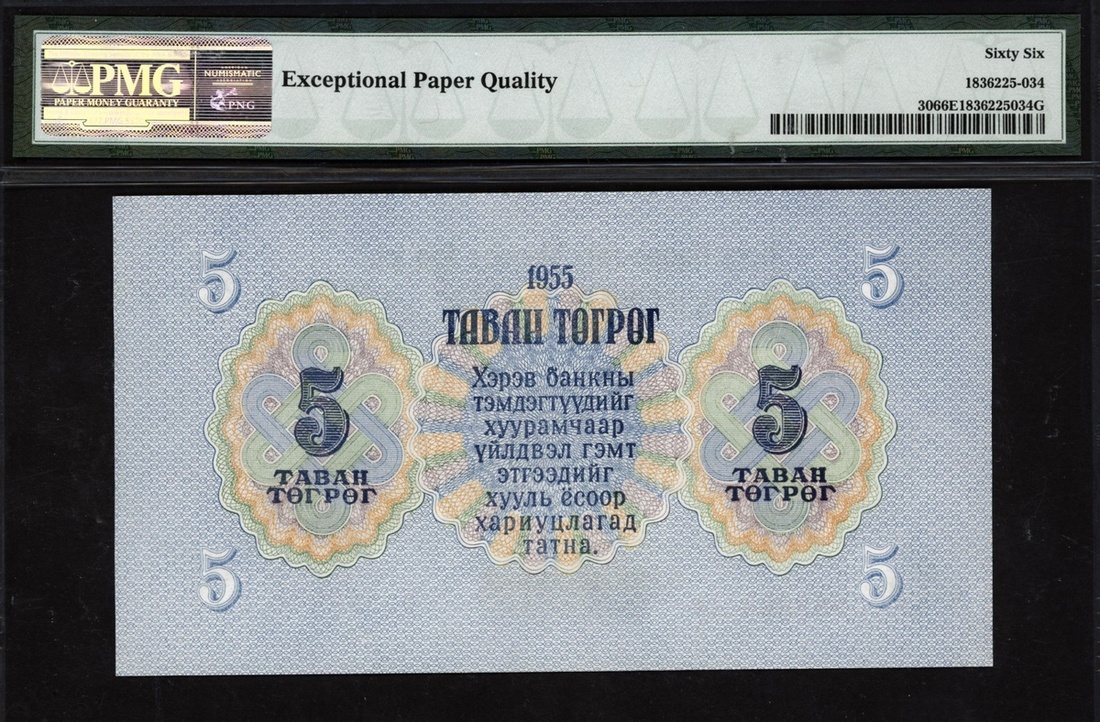 PMG
PAPER MONEY GUARANTY
NUMISMATIC
PNG
Exceptional Paper Quality
Sixty Six
1836225-034
3066E1836225034G
5
5
1955
ТАВАН ТӨГРӨГ
Хэрэв банкны
тэмдэгтүүдийг
хуурамчаар
үйлдвэл гэмт
этгээдийг
хууль ёсоор
хариуцлагад
татна.
5
ТАВАН
ТӨГРӨГ
5
ТАВАН
ТӨГРӨГ
5
5